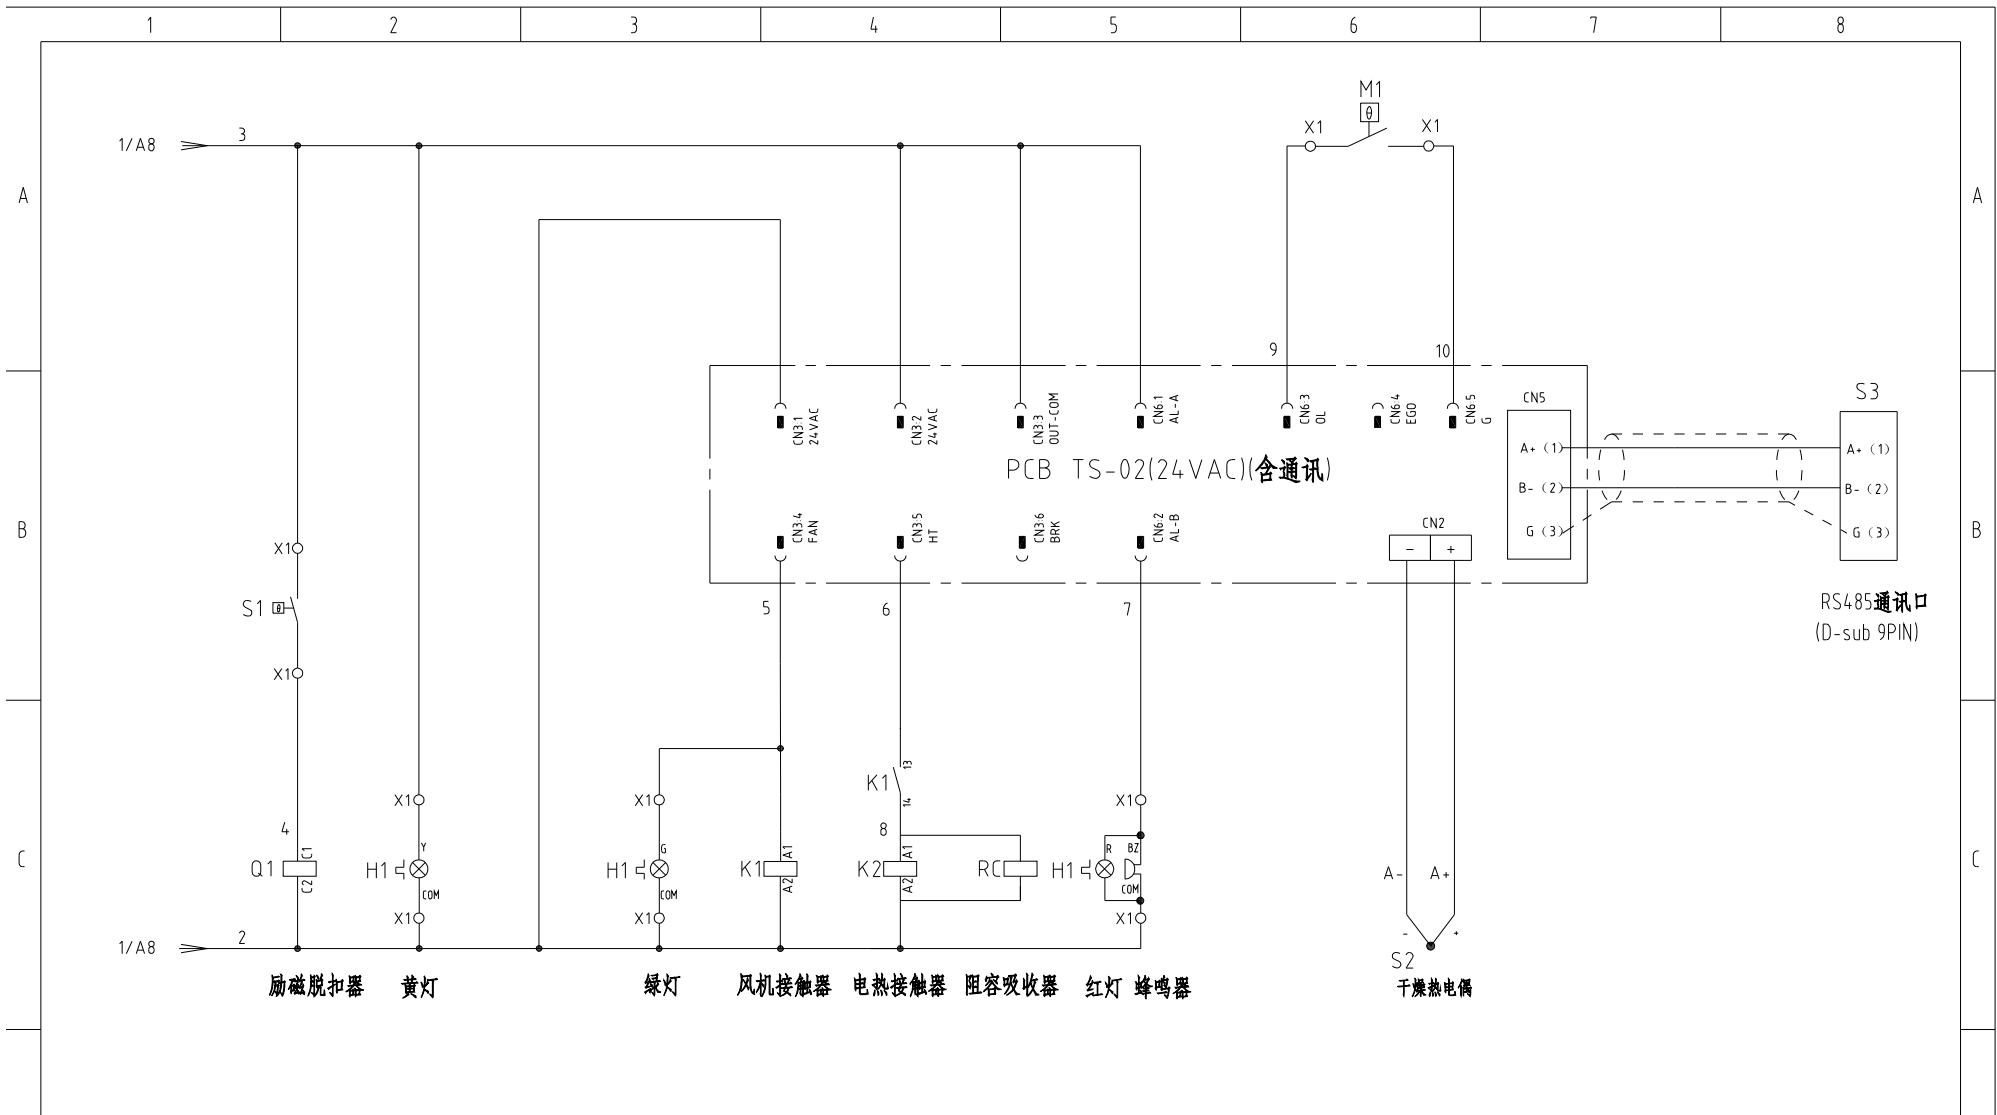 1 2 3 4 5 6 7 8
M1
θ
X1 X1
1/A8 3
A A
9 10
CN3:1 24VAC
CN3:2 24VAC
CN3:3 OUT-COM
CN6:1 AL-A
CN6:3 OL
CN6:4 EGO
CN6:5 G
CN5
S3
A+ (1) A+ (1)
PCB TS-02(24VAC)(含通讯)
B- (2) B- (2)
CN3:4 FAN
CN3:5 HT
CN3:6 BRK
CN6:2 AL-B
CN2
G (3) G (3)
B B
- +
X1
S1 θ
5 6 7
RS485通讯口
(D-sub 9PIN)
X1
K1 13
14
X1 X1 X1
4 8
C1 Y G A1 A1 R BZ
Q1 H1 H1 K1 K2 RC H1
C C
C2 COM COM A2 A2 COM
A- A+
X1 X1 X1
- +
1/A8 2
S2
励磁脱扣器 黄灯 绿灯 风机接触器 电热接触器 阻容吸收器 红灯 蜂鸣器 干燥热电偶